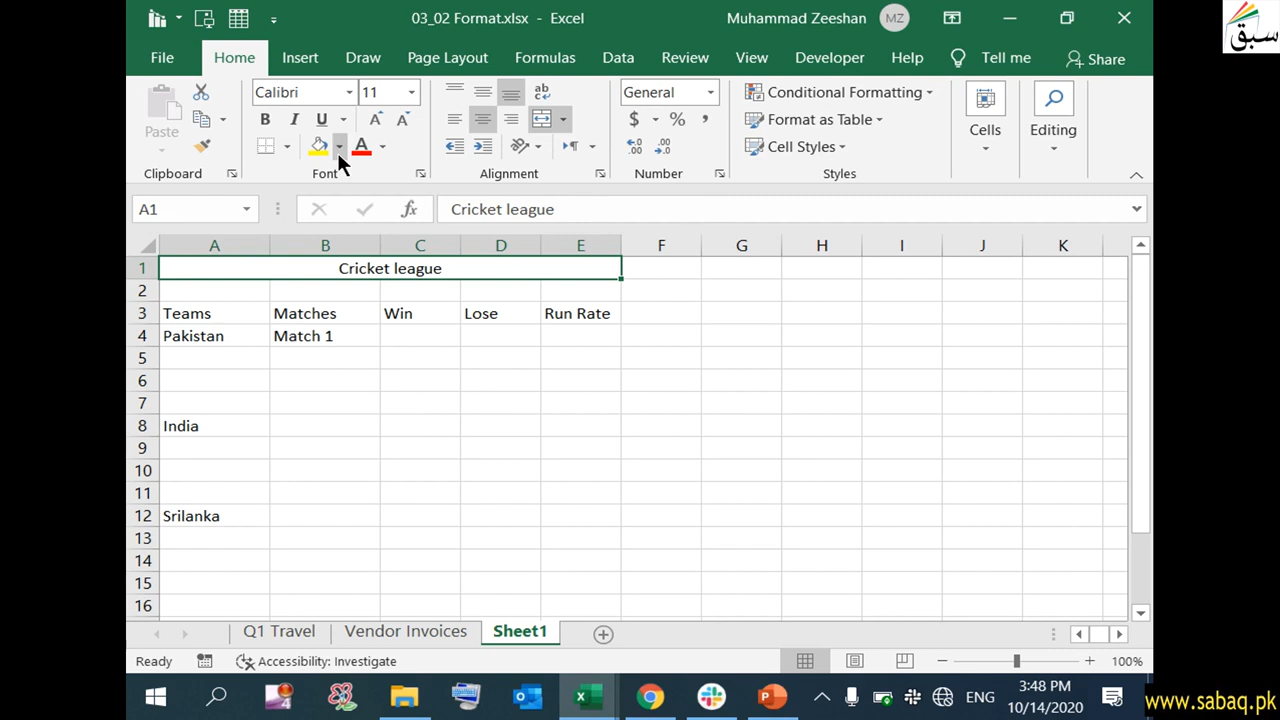 03_02 Format.xlsx - Excel
Muhammad Zeeshan MZ
سبق
File Home Insert Draw Page Layout Formulas Data Review View Developer Help Tell me Share
Paste
Clipboard
Calibri 11
B I U A A
A
Font
ab
c
Alignment
General
$ % ,
Number
Conditional Formatting
Format as Table
Cell Styles
Styles
Cells
Editing
A1 fx Cricket league
A B C D E F G H I J K
1 Cricket league
2
3 Teams Matches Win Lose Run Rate
4 Pakistan Match 1
5
6
7
8 India
9
10
11
12 Srilanka
13
14
15
16
Q1 Travel Vendor Invoices Sheet1
Ready Accessibility: Investigate 100%
ENG 3:48 PM
10/14/2020
www.sabaq.pk